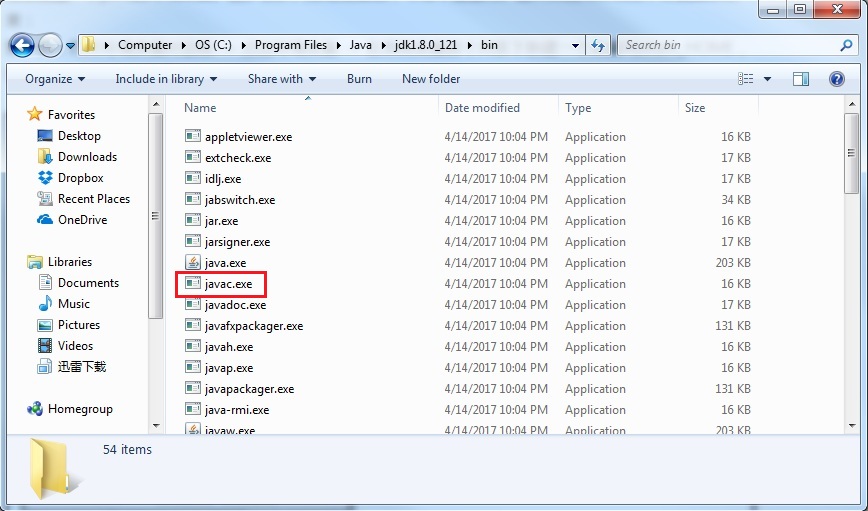 Computer OS (C:) Program Files Java jdk1.8.0_121 bin Search bin
Organize Include in library Share with Burn New folder
Favorites
Desktop
Downloads
Dropbox
Recent Places
OneDrive
Libraries
Documents
Music
Pictures
Videos
迅雷下载
Homegroup
Name Date modified Type Size
appletviewer.exe 4/14/2017 10:04 PM Application 16 KB
extcheck.exe 4/14/2017 10:04 PM Application 17 KB
idlj.exe 4/14/2017 10:04 PM Application 17 KB
jabswitch.exe 4/14/2017 10:04 PM Application 34 KB
jar.exe 4/14/2017 10:04 PM Application 16 KB
jarsigner.exe 4/14/2017 10:04 PM Application 17 KB
java.exe 4/14/2017 10:04 PM Application 203 KB
javac.exe 4/14/2017 10:04 PM Application 16 KB
javadoc.exe 4/14/2017 10:04 PM Application 17 KB
javafxpackager.exe 4/14/2017 10:04 PM Application 131 KB
javah.exe 4/14/2017 10:04 PM Application 16 KB
javap.exe 4/14/2017 10:04 PM Application 16 KB
javapackager.exe 4/14/2017 10:04 PM Application 131 KB
java-rmi.exe 4/14/2017 10:04 PM Application 16 KB
javaw.exe 4/14/2017 10:04 PM Application 203 KB
54 items